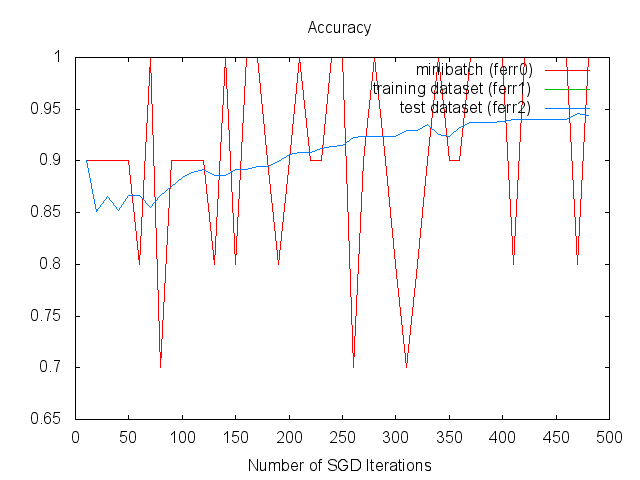 Accuracy
minibatch (ferr0)
training dataset (ferr1)
test dataset (ferr2)
1
0.95
0.9
0.85
0.8
0.75
0.7
0.65
0 50 100 150 200 250 300 350 400 450 500
Number of SGD Iterations